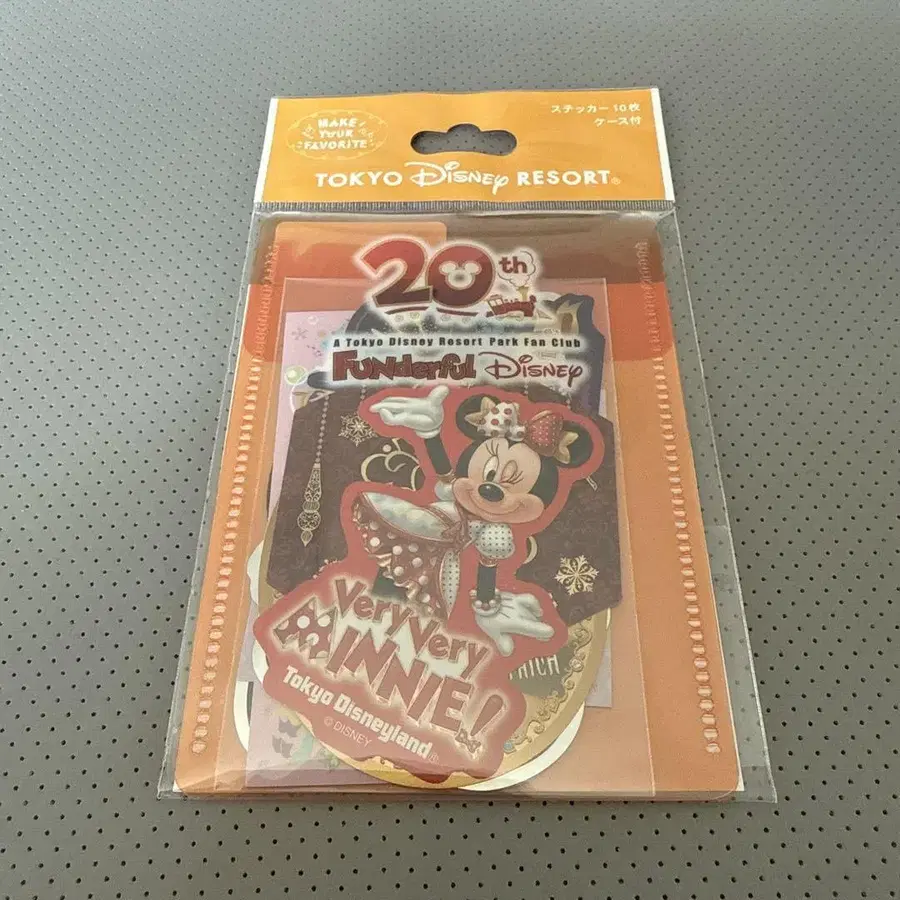 MAKE
YOUR
FAVORITE
ステッカー10枚
ケース付
TOKYO Disney RESORT®
20th
A Tokyo Disney Resort Park Fan Club
FUNderful Disney
Very Very
MINNIE!
Tokyo Disneyland®
© DISNEY